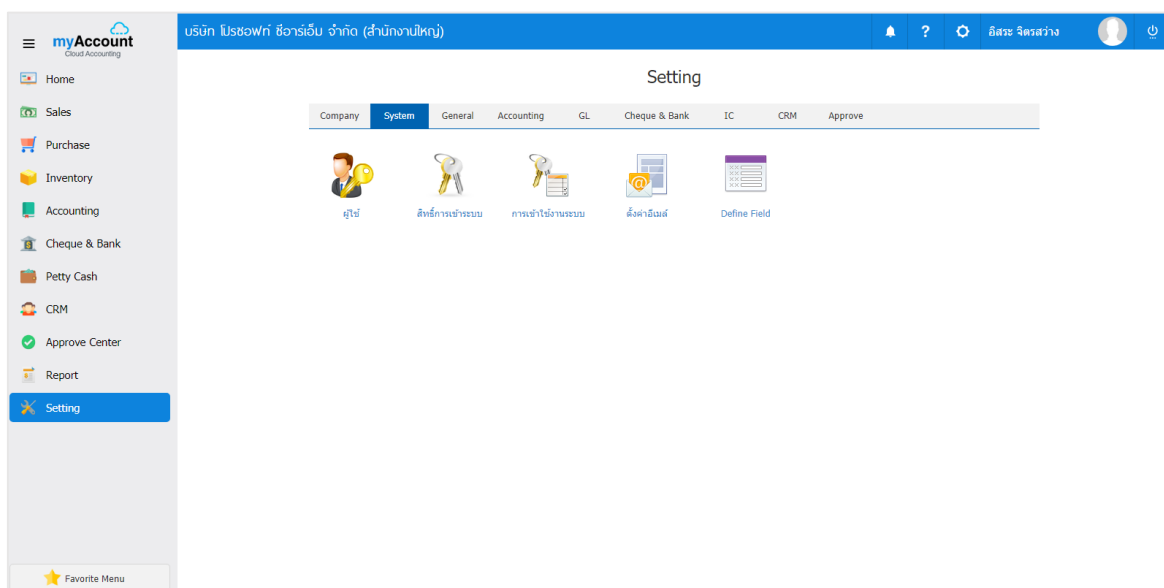 myAccount
Cloud Accounting
บริษัท โปรซอฟท์ ซีอาร์เอ็ม จำกัด (สำนักงานใหญ่)
?
อิสระ จิตรสว่าง
Home
Sales
Purchase
Inventory
Accounting
Cheque & Bank
Petty Cash
CRM
Approve Center
Report
Setting
Favorite Menu
Setting
Company System General Accounting GL Cheque & Bank IC CRM Approve
ผู้ใช้ สิทธิ์การเข้าระบบ การเข้าใช้งานระบบ ตั้งค่าอีเมล์ Define Field